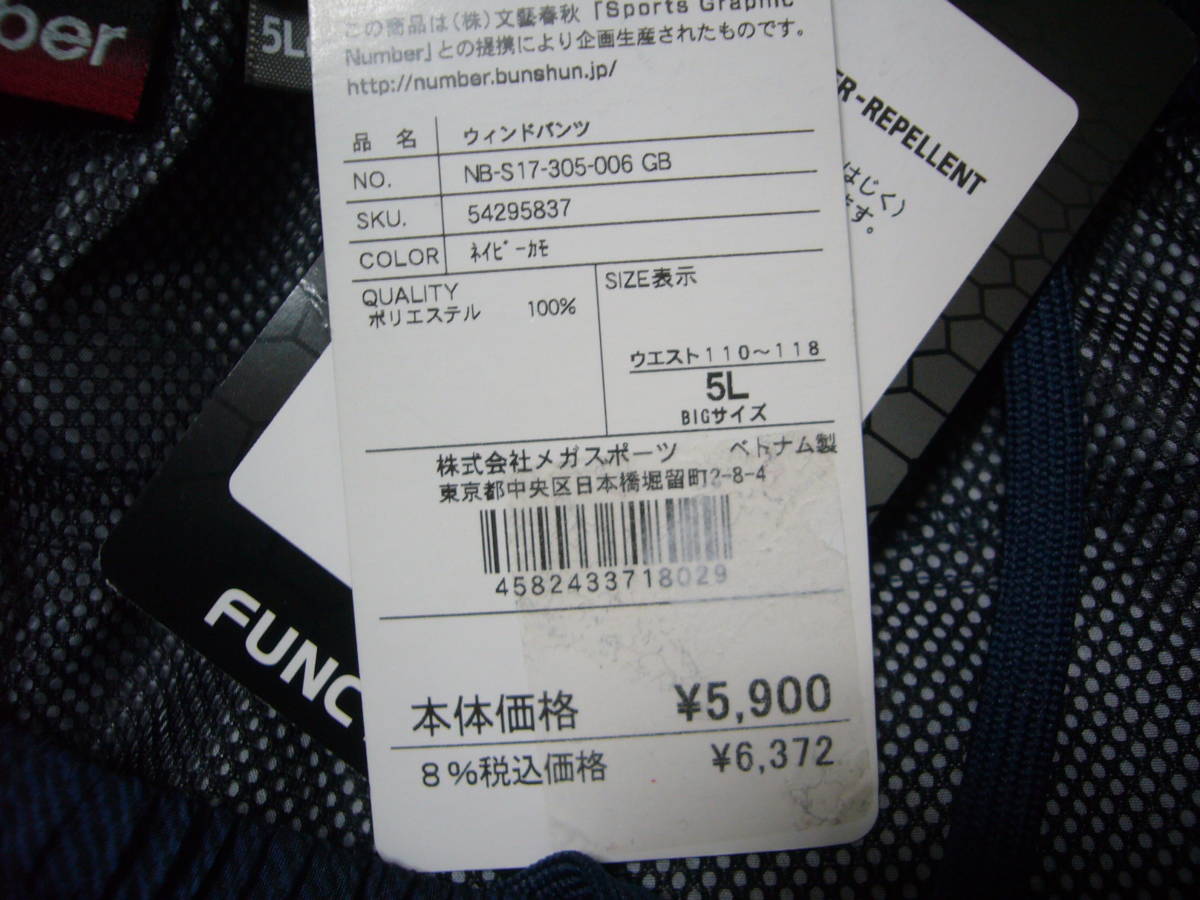 ber
5L
この商品は(株)文藝春秋「Sports Graphic
Number」との提携により企画生産されたものです。
http://number.bunshun.jp/
品 名 ウィンドパンツ
NO. NB-S17-305-006 GB
SKU. 54295837
COLOR ﾈｲﾋﾞｰｶﾓ
QUALITY
ポリエステル 100%
SIZE表示
ウエスト110～118
5L
BIGサイズ
株式会社メガスポーツ ベトナム製
東京都中央区日本橋堀留町2-8-4
4582433718029
本体価格 ¥5,900
8%税込価格 ¥6,372
ER-REPELLENT
はじく)
ます。
FUNC